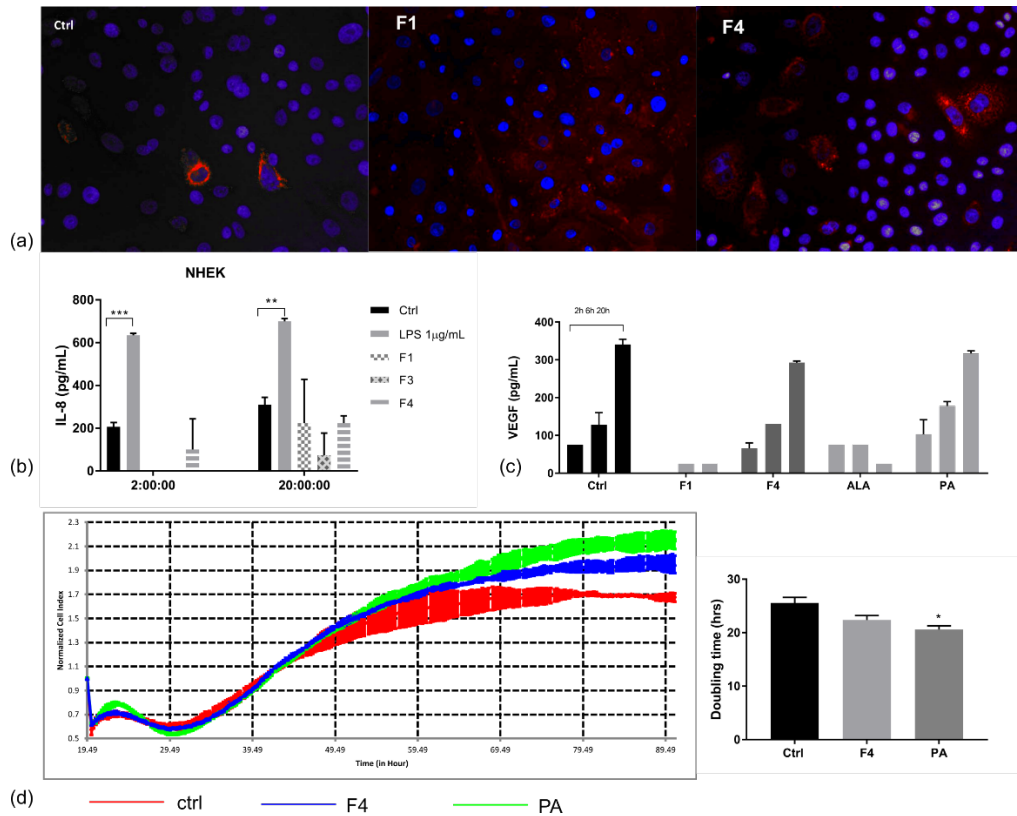 Ctrl
F1
F4
(a)
NHEK
IL-8 (pg/mL)
800
600
400
200
0
***
**
2:00:00
20:00:00
Ctrl
LPS 1µg/mL
F1
F3
F4
(b)
VEGF (pg/mL)
400
300
200
100
0
2h 6h 20h
Ctrl
F1
F4
ALA
PA
(c)
Normalized Cell Index
2.3
2.1
1.9
1.7
1.5
1.3
1.1
0.9
0.7
0.5
19.49
29.49
39.49
49.49
59.49
69.49
79.49
89.49
Time (in Hour)
Doubling time (hrs)
30
20
10
0
*
Ctrl
F4
PA
(d)
ctrl
F4
PA